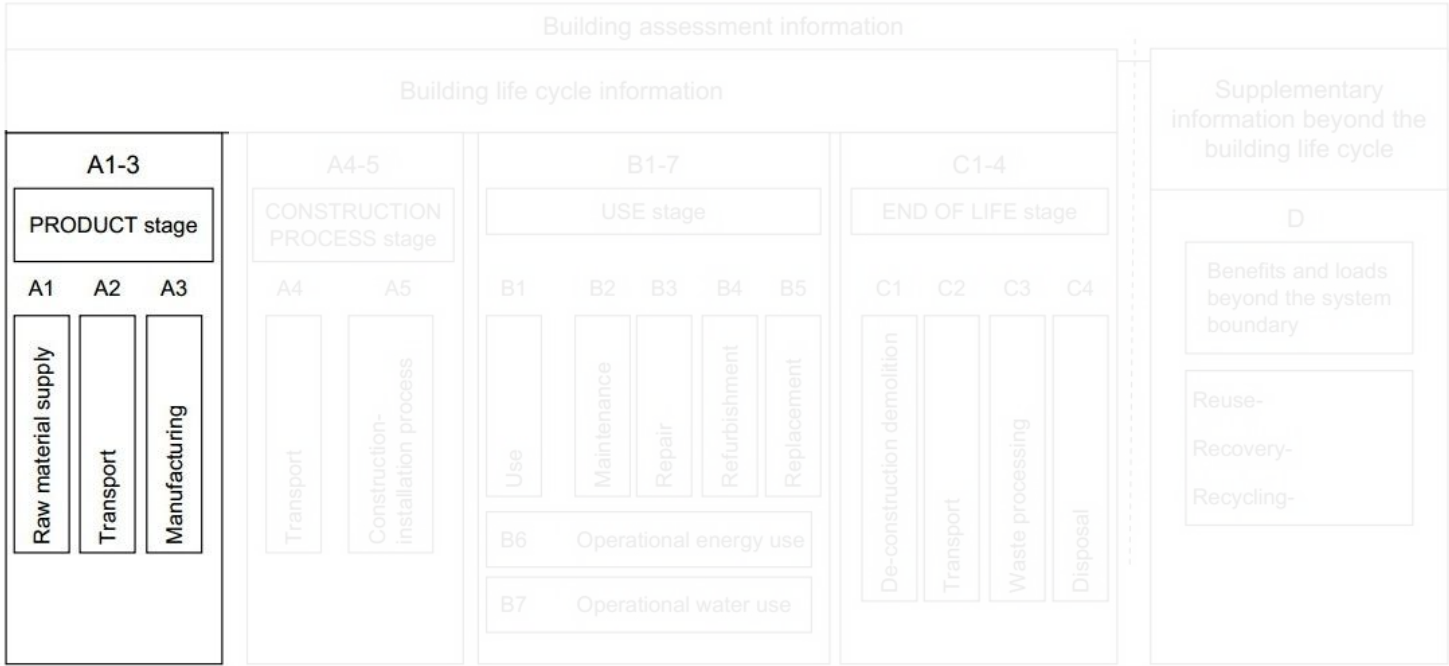 Building assessment information
Building life cycle information
Supplementary
information beyond the
building life cycle
A1-3
PRODUCT stage
A1 A2 A3
Raw material supply
Transport
Manufacturing
A4-5
CONSTRUCTION
PROCESS stage
A4 A5
Transport
Construction-
installation process
B1-7
USE stage
B1 B2 B3 B4 B5
Use
Maintenance
Repair
Refurbishment
Replacement
B6 Operational energy use
B7 Operational water use
C1-4
END OF LIFE stage
C1 C2 C3 C4
De-construction demolition
Transport
Waste processing
Disposal
D
Benefits and loads
beyond the system
boundary
Reuse-
Recovery-
Recycling-